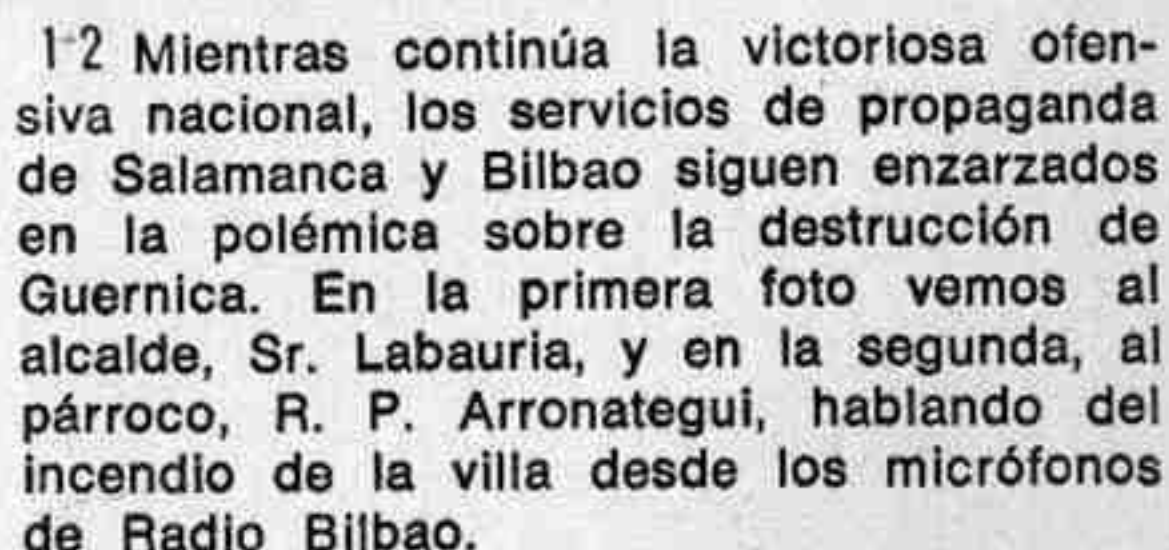 1-2 Mientras continúa la victoriosa ofen-
siva nacional, los servicios de propaganda
de Salamanca y Bilbao siguen enzarzados
en la polémica sobre la destrucción de
Guernica. En la primera foto vemos al
alcalde, Sr. Labauria, y en la segunda, al
párroco, R. P. Arronategui, hablando del
incendio de la villa desde los micrófonos
de Radio Bilbao.